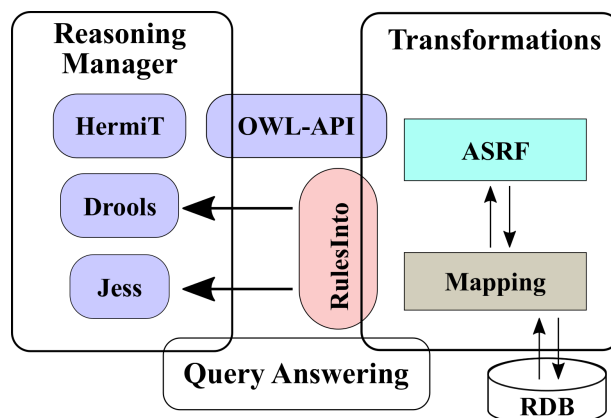 Reasoning
Manager
Transformations
HermiT
OWL-API
ASRF
Drools
RulesInto
Jess
Mapping
Query Answering
RDB